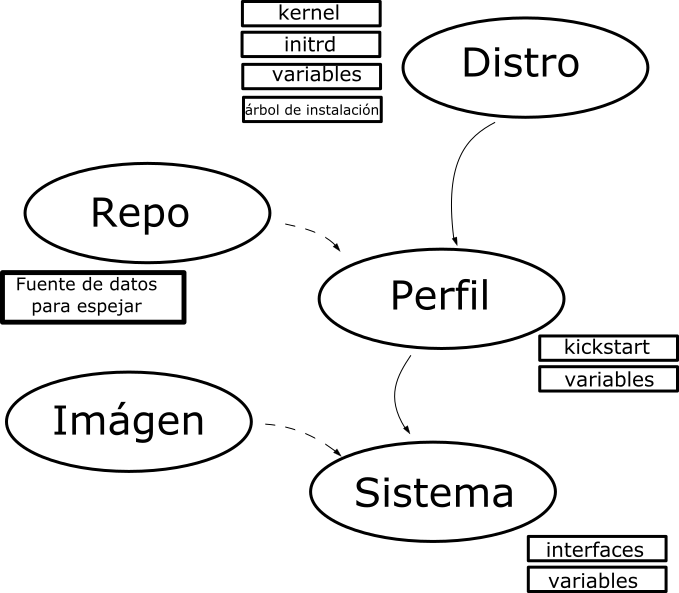 kernel
initrd
variables
árbol de instalación
Distro
Repo
Fuente de datos
para espejar
Perfil
kickstart
variables
Imágen
Sistema
interfaces
variables